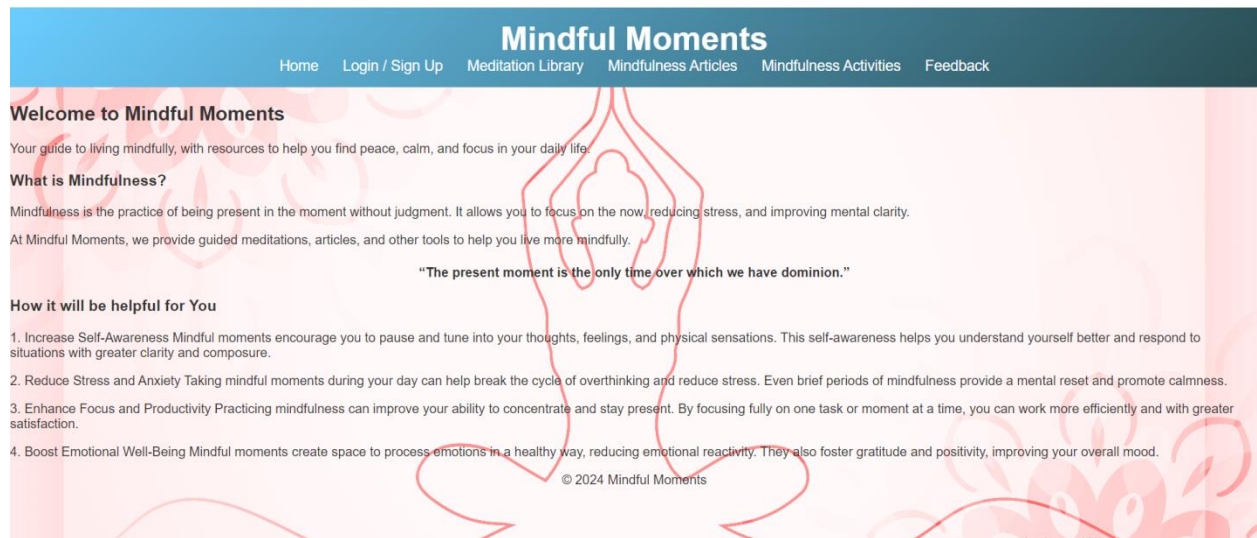 Mindful Moments
Home Login / Sign Up Meditation Library Mindfulness Articles Mindfulness Activities Feedback
Welcome to Mindful Moments
Your guide to living mindfully, with resources to help you find peace, calm, and focus in your daily life.
What is Mindfulness?
Mindfulness is the practice of being present in the moment without judgment. It allows you to focus on the now, reducing stress, and improving mental clarity.
At Mindful Moments, we provide guided meditations, articles, and other tools to help you live more mindfully.
“The present moment is the only time over which we have dominion.”
How it will be helpful for You
1. Increase Self-Awareness Mindful moments encourage you to pause and tune into your thoughts, feelings, and physical sensations. This self-awareness helps you understand yourself better and respond to
situations with greater clarity and composure.
2. Reduce Stress and Anxiety Taking mindful moments during your day can help break the cycle of overthinking and reduce stress. Even brief periods of mindfulness provide a mental reset and promote calmness.
3. Enhance Focus and Productivity Practicing mindfulness can improve your ability to concentrate and stay present. By focusing fully on one task or moment at a time, you can work more efficiently and with greater
satisfaction.
4. Boost Emotional Well-Being Mindful moments create space to process emotions in a healthy way, reducing emotional reactivity. They also foster gratitude and positivity, improving your overall mood.
© 2024 Mindful Moments